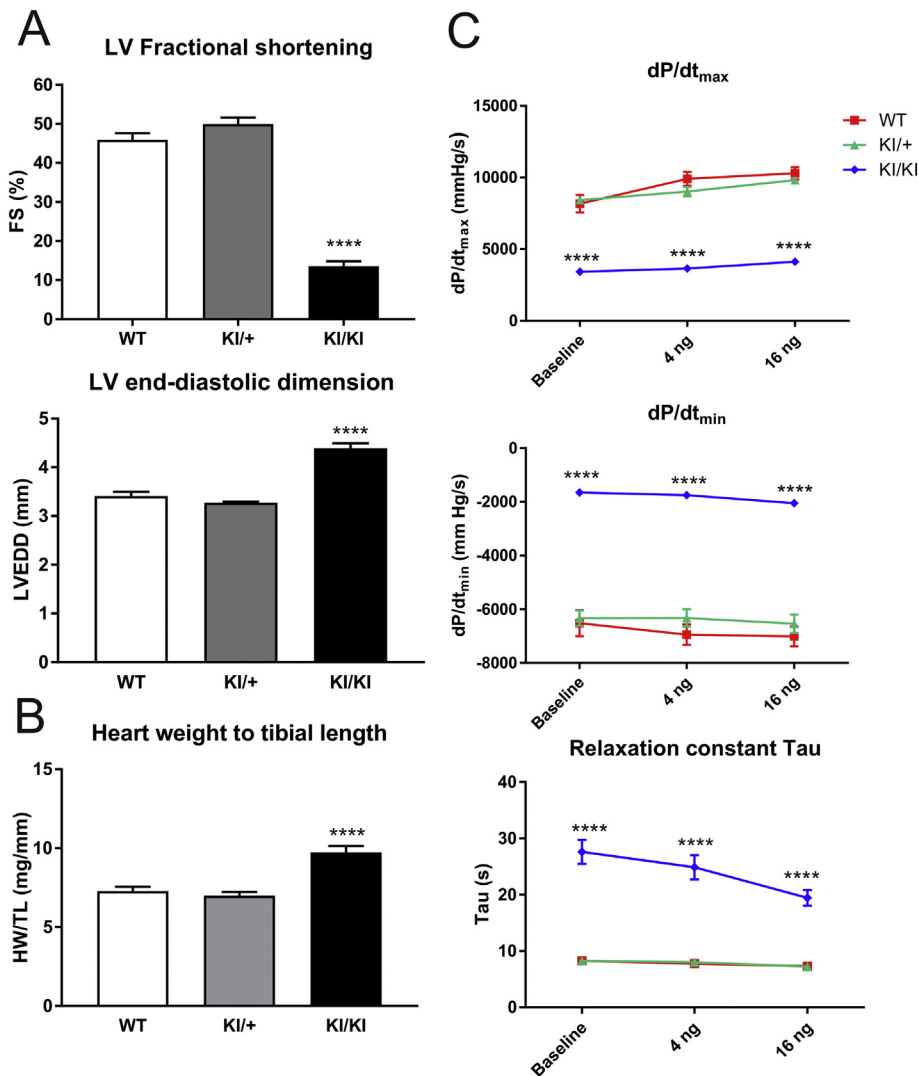 A
LV Fractional shortening
FS (%)
60
50
40
30
20
10
0
****
WT KI/+ KI/KI
LV end-diastolic dimension
LVEDD (mm)
5
4
3
2
1
0
****
WT KI/+ KI/KI
B
Heart weight to tibial length
HW/TL (mg/mm)
15
10
5
0
****
WT KI/+ KI/KI
C
dP/dtmax
dP/dtmax (mmHg/s)
15000
10000
5000
0
**** **** ****
Baseline 4 ng 16 ng
WT
KI/+
KI/KI
dP/dtmin
dP/dtmin (mm Hg/s)
0
-2000
-4000
-6000
-8000
**** **** ****
Baseline 4 ng 16 ng
Relaxation constant Tau
Tau (s)
40
30
20
10
0
**** **** ****
Baseline 4 ng 16 ng